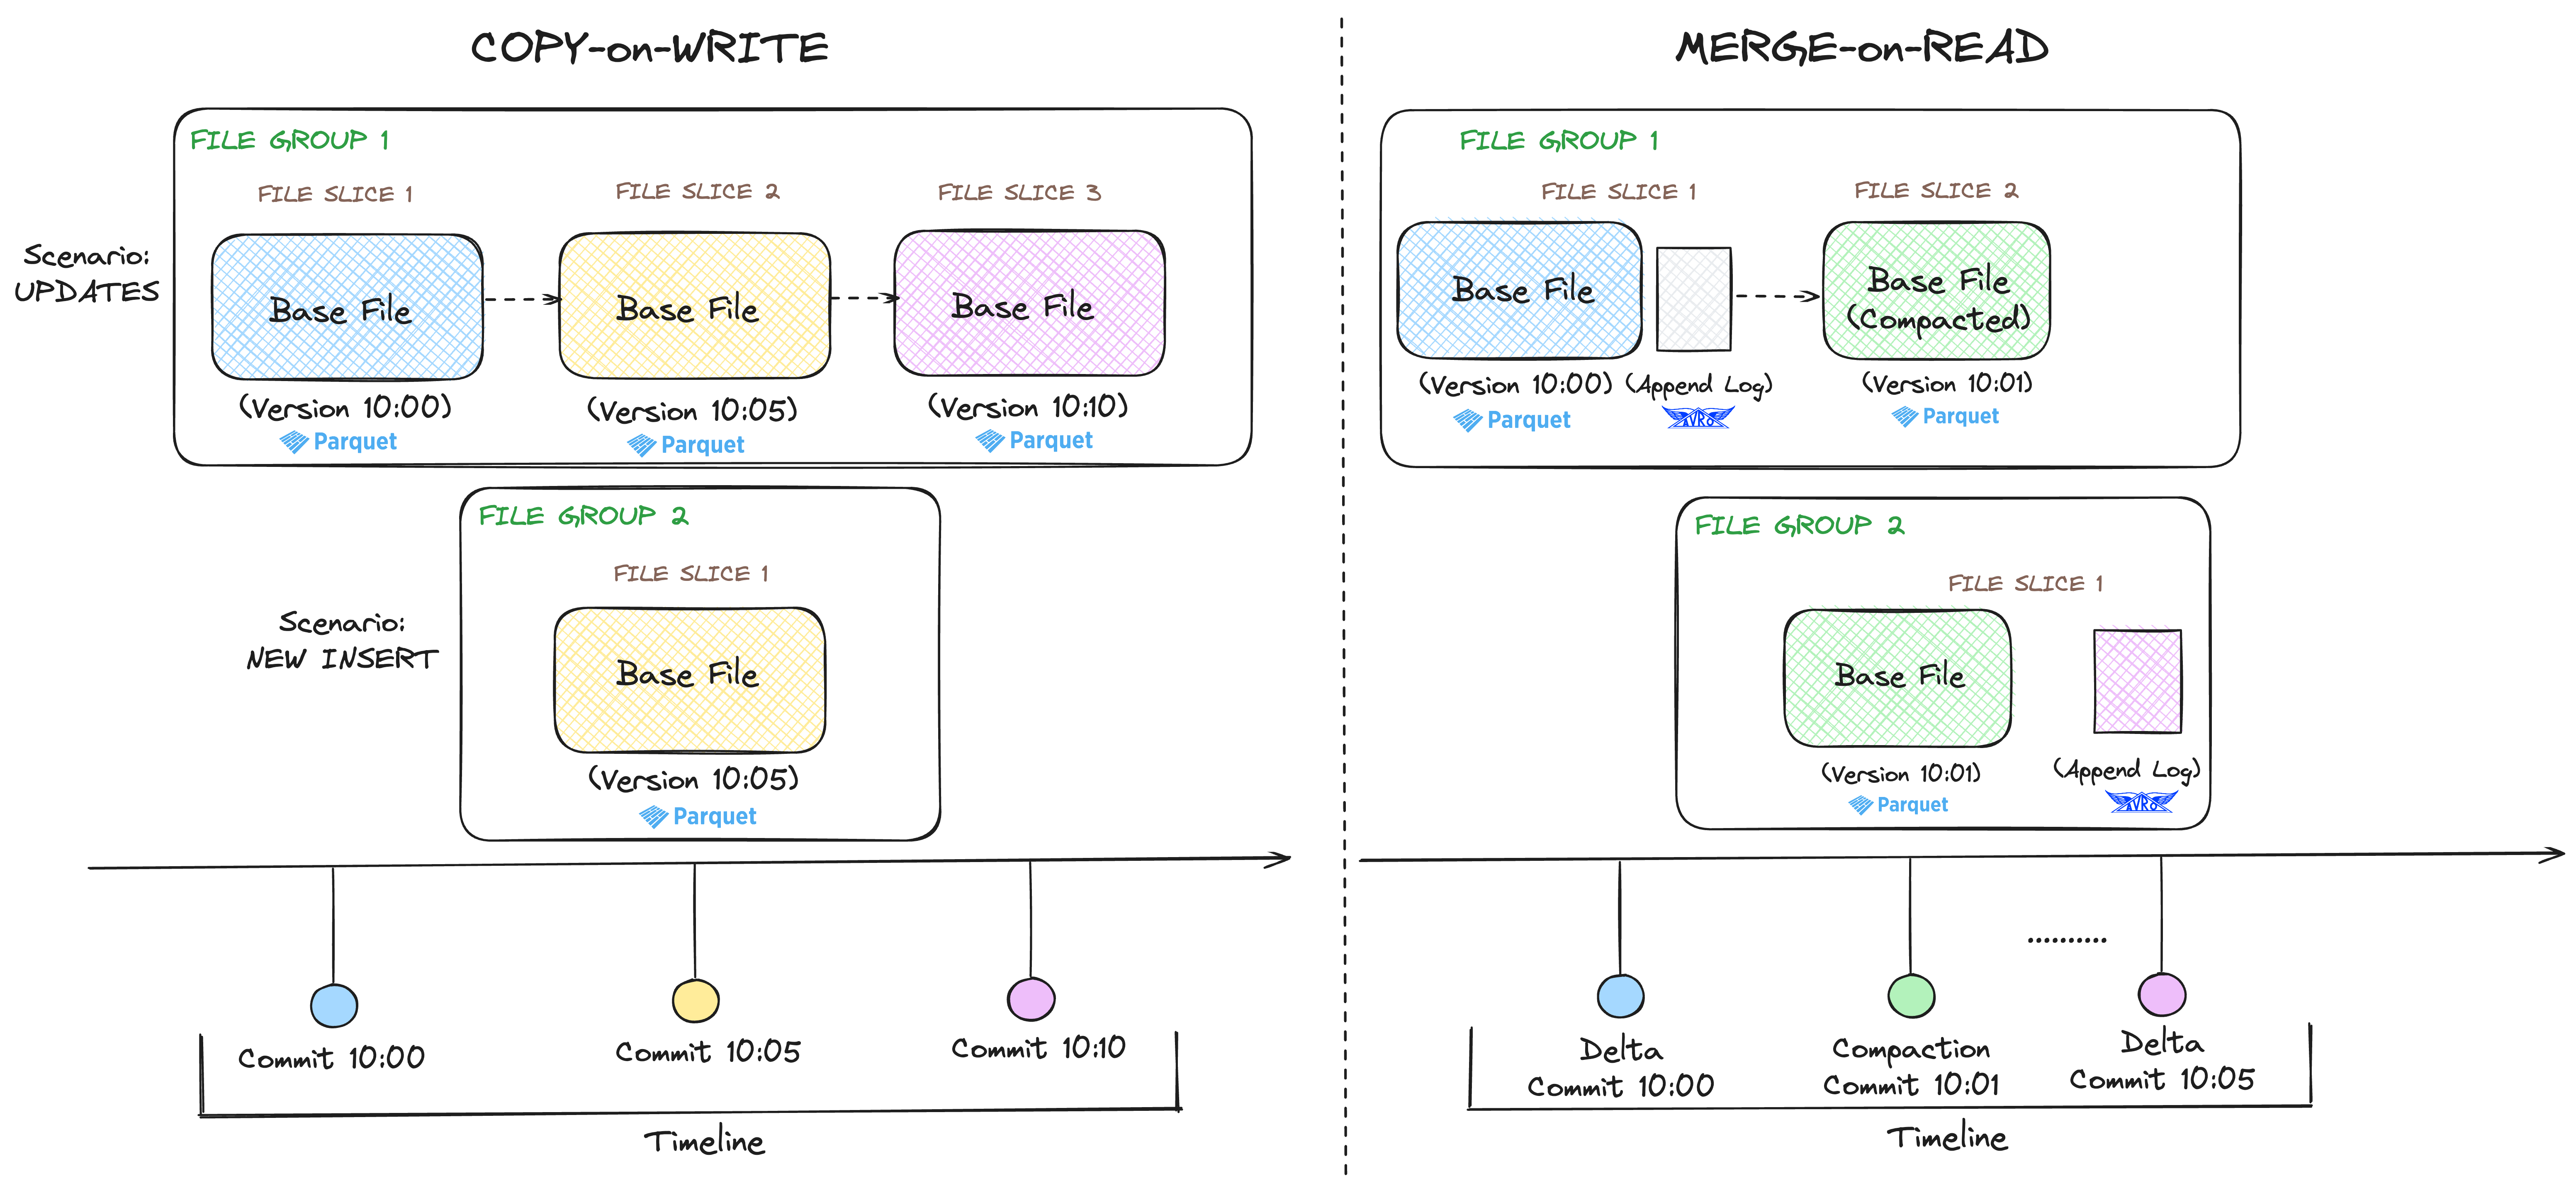 COPY-on-WRITE
FILE GROUP 1
FILE SLICE 1
FILE SLICE 2
FILE SLICE 3
Scenario:
UPDATES
Base File
Base File
Base File
(Version 10:00)
(Version 10:05)
(Version 10:10)
Parquet
Parquet
Parquet
FILE GROUP 2
FILE SLICE 1
Scenario:
NEW INSERT
Base File
(Version 10:05)
Parquet
Commit 10:00
Commit 10:05
Commit 10:10
Timeline
MERGE-on-READ
FILE GROUP 1
FILE SLICE 1
FILE SLICE 2
Base File
Base File
(Compacted)
(Version 10:00)
(Append Log)
(Version 10:01)
Parquet
AVRO
Parquet
FILE GROUP 2
FILE SLICE 1
Base File
(Version 10:01)
(Append Log)
Parquet
AVRO
..........
Delta
Commit 10:00
Compaction
Commit 10:01
Delta
Commit 10:05
Timeline